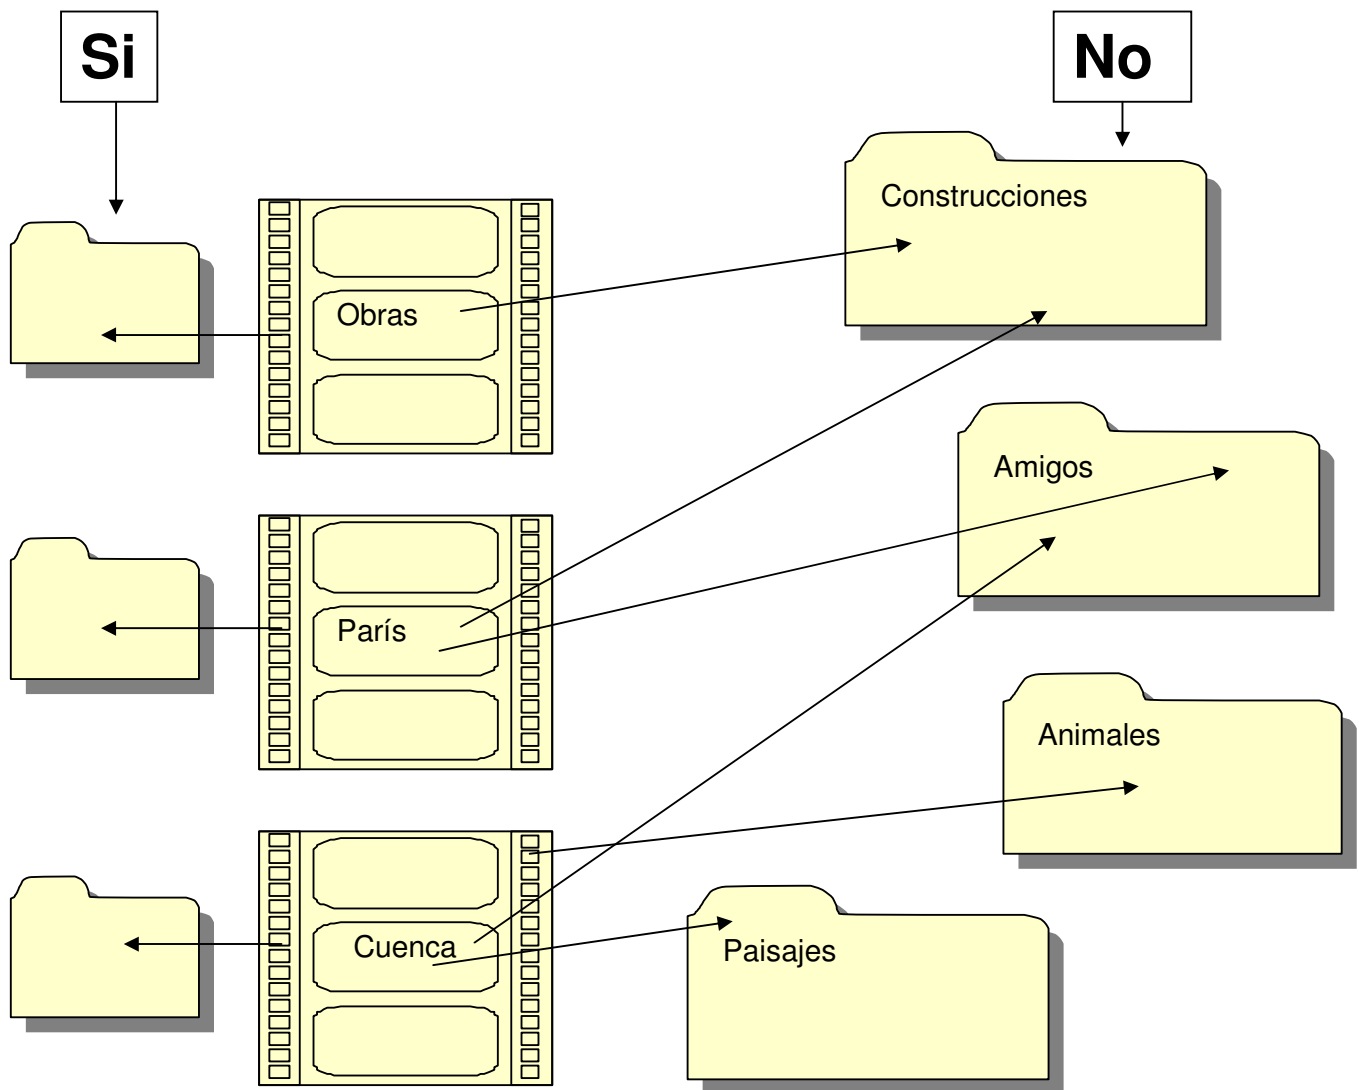 Si
No
Construcciones
Obras
Amigos
París
Animales
Cuenca
Paisajes